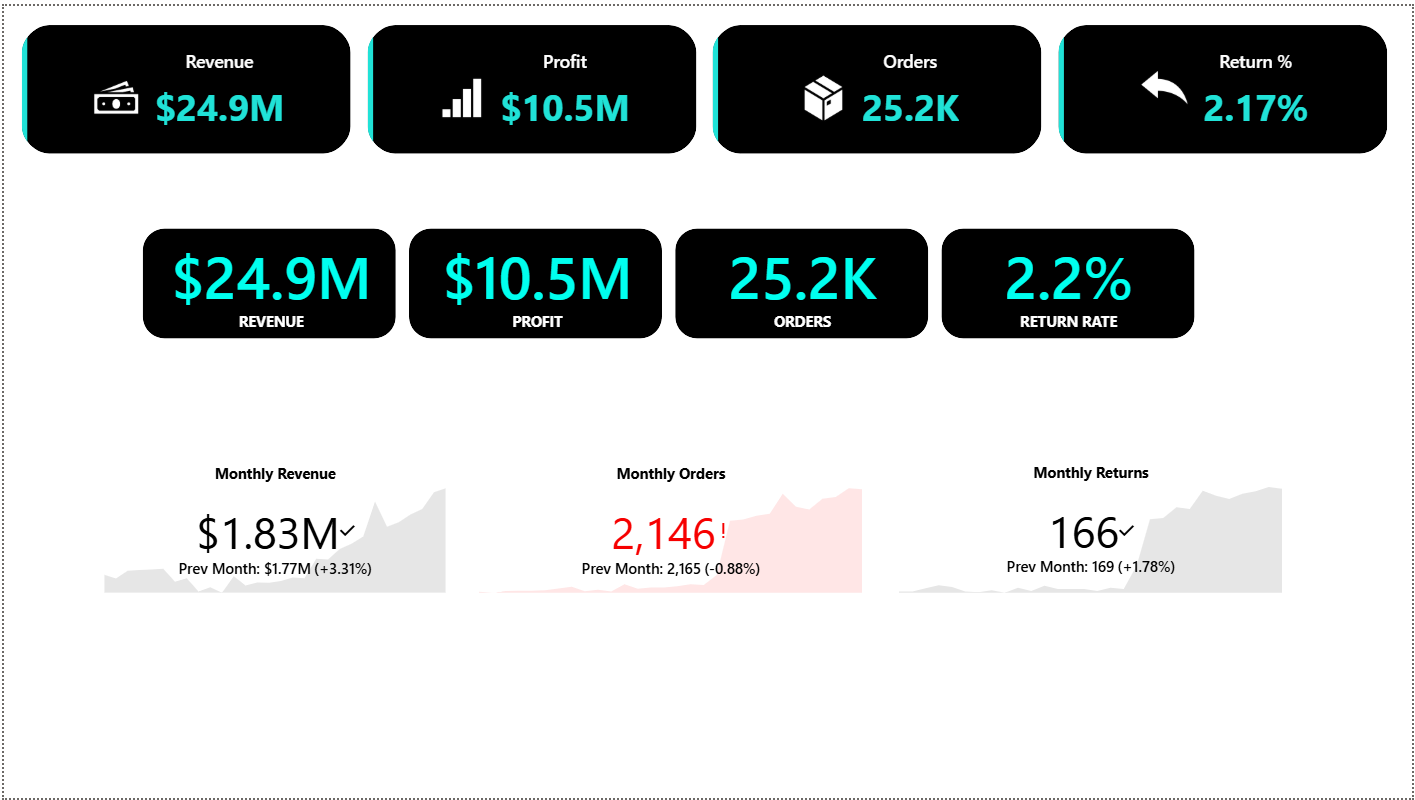 Revenue
$24.9M
Profit
$10.5M
Orders
25.2K
Return %
2.17%
$24.9M
REVENUE
$10.5M
PROFIT
25.2K
ORDERS
2.2%
RETURN RATE
Monthly Revenue
$1.83M✓
Prev Month: $1.77M (+3.31%)
Monthly Orders
2,146!
Prev Month: 2,165 (-0.88%)
Monthly Returns
166✓
Prev Month: 169 (+1.78%)